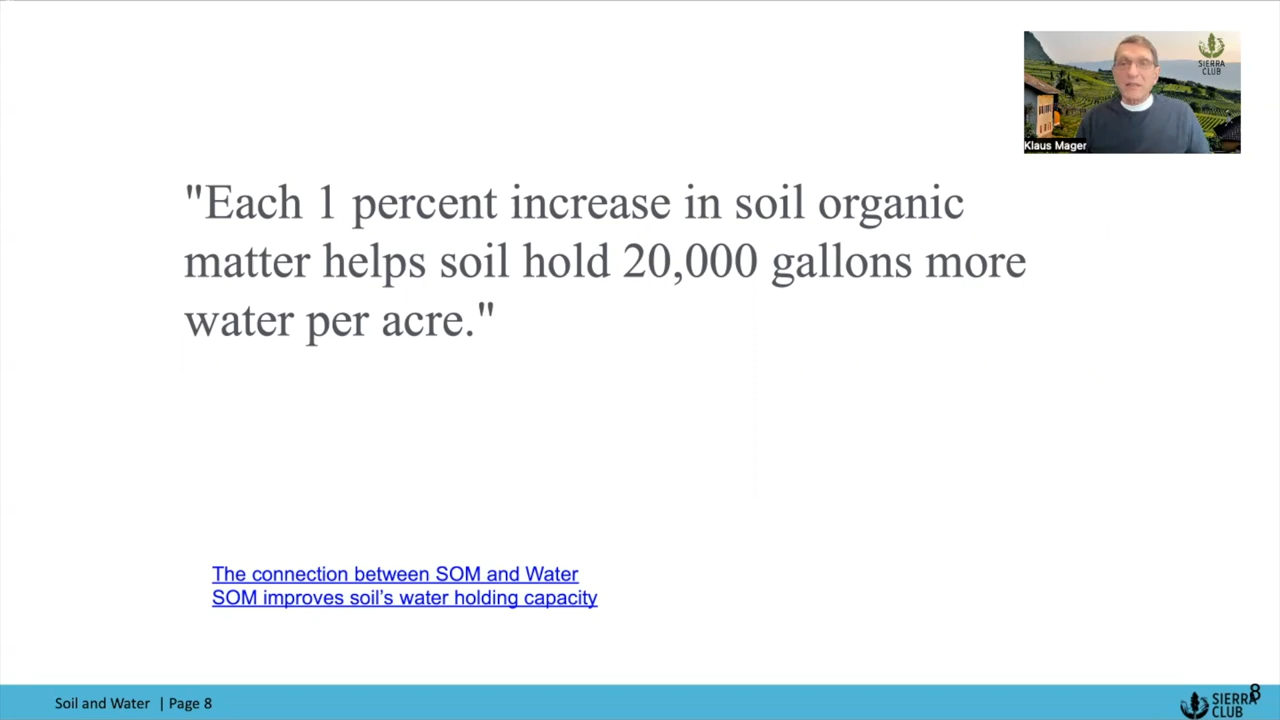 SIERRA
CLUB
Klaus Mager
"Each 1 percent increase in soil organic
matter helps soil hold 20,000 gallons more
water per acre."
The connection between SOM and Water
SOM improves soil's water holding capacity
Soil and Water | Page 8
8
SIERRA
CLUB